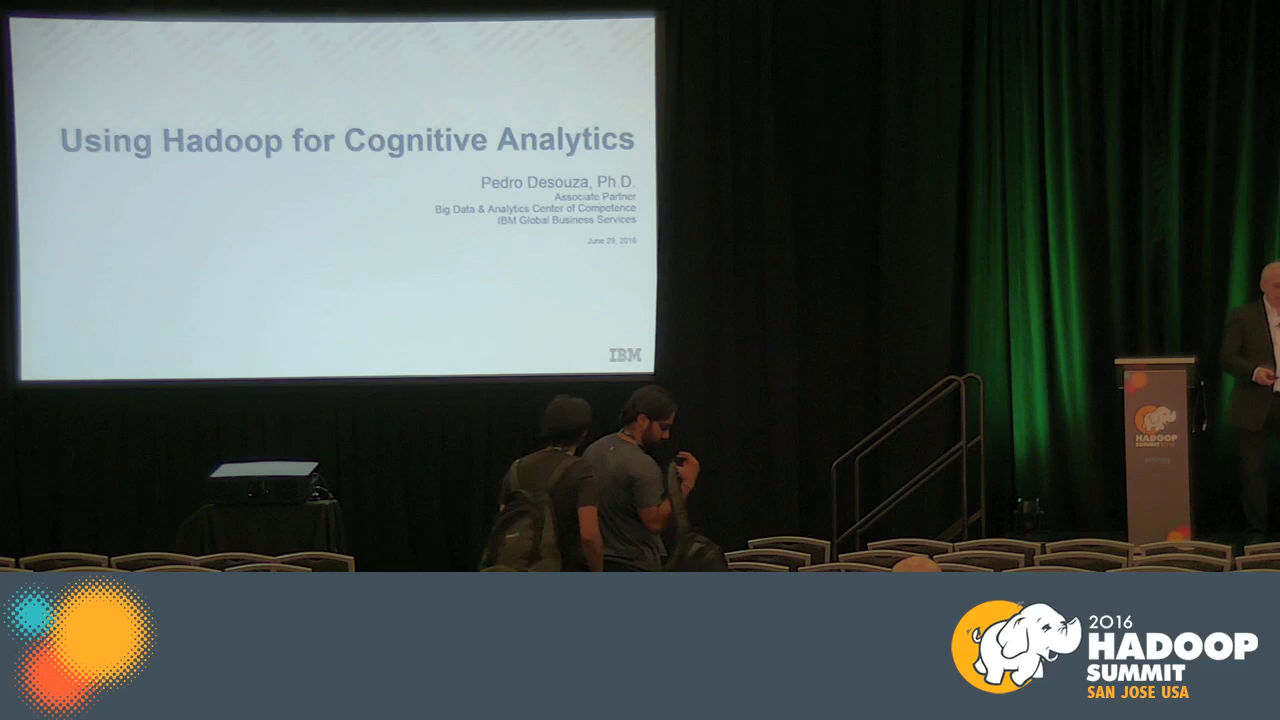 Using Hadoop for Cognitive Analytics
Pedro Desouza, Ph.D.
Associate Partner
Big Data & Analytics Center of Competence
IBM Global Business Services
June 29, 2016
IBM
HADOOP
2016
HADOOP
SUMMIT
SAN JOSE USA